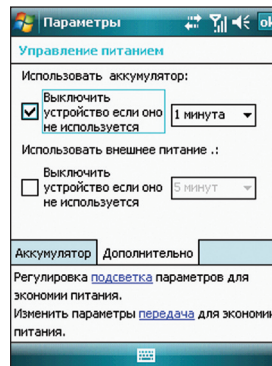 Параметры ok
Управление питанием
Использовать аккумулятор:
Выключить
устройство если оно
не используется
1 минута
Использовать внешнее питание .:
Выключить
устройство если оно
не используется
5 минут
Аккумулятор Дополнительно
Регулировка подсветка параметров для
экономии питания.
Изменить параметры передача для экономии
питания.